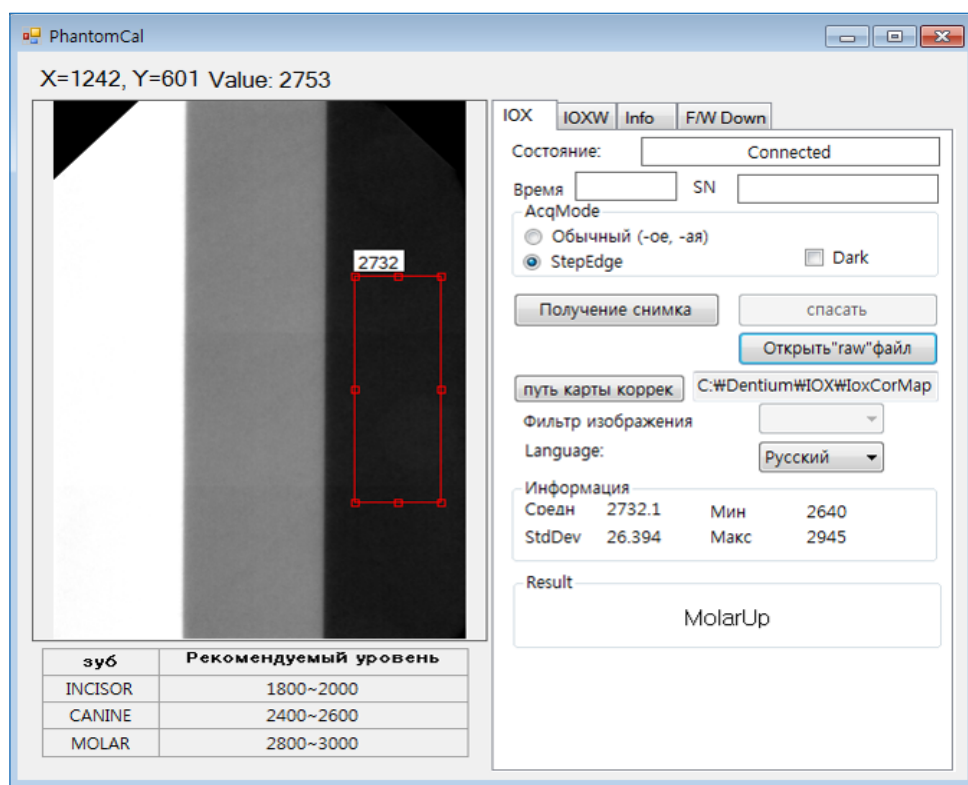 PhantomCal
X=1242, Y=601 Value: 2753
2732
IOX IOXW Info F/W Down
Состояние: Connected
Время SN
AcqMode
Обычный (-ое, -ая)
StepEdge Dark
Получение снимка спасать
Открыть"raw"файл
путь карты коррек C:₩Dentium₩IOX₩IoxCorMap
Фильтр изображения
Language: Русский
Информация
Соедн 2732.1 Мин 2640
StdDev 26.394 Макс 2945
Result
MolarUp
зуб Рекомендуемый уровень
INCISOR 1800~2000
CANINE 2400~2600
MOLAR 2800~3000